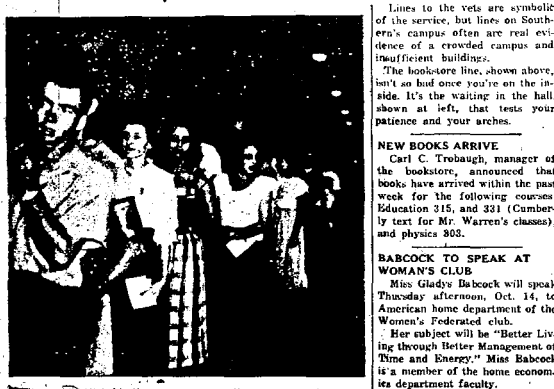 Lines to the vets are symbolic
of the service, but lines on South-
ern's campus often are real evi-
dence of a crowded campus and
insufficient buildings.
The bookstore line, shown above,
isn't so bad once you're on the in-
side. It's the waiting in the hall,
shown at left, that tests your
patience and your arches.
NEW BOOKS ARRIVE
Carl C. Trobaugh, manager of
the bookstore, announced that
books have arrived within the past
week for the following courses:
Education 315, and 331 (Cumber-
ly text for Mr. Warren's classes),
and physics 303.
BABCOCK TO SPEAK AT
WOMAN'S CLUB
Miss Gladys Babcock will speak
Thursday afternoon, Oct. 14, to
American home department of the
Women's Federated club.
Her subject will be "Better Liv-
ing through Better Management of
Time and Energy." Miss Babcock
is a member of the home econom-
ics department faculty.